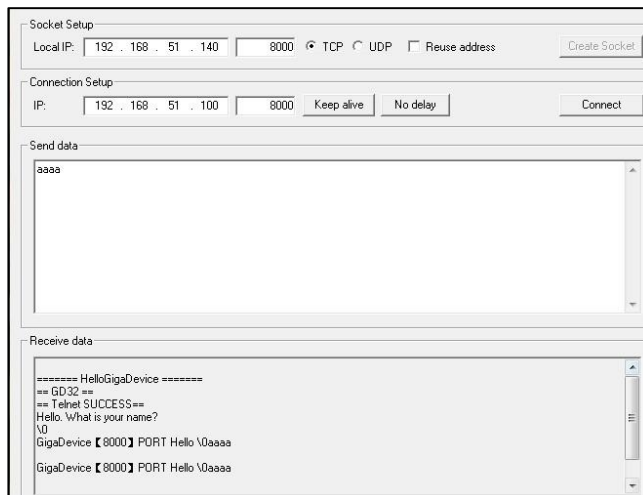 Socket Setup
Local IP: 192 . 168 . 51 . 140 8000 TCP UDP Reuse address Create Socket
Connection Setup
IP: 192 . 168 . 51 . 100 8000 Keep alive No delay Connect
Send data
aaaa
Receive data
======= HelloGigaDevice =======
== GD32 ==
== Telnet SUCCESS==
Hello. What is your name?
\0
GigaDevice【8000】PORT Hello \0aaaa
GigaDevice【8000】PORT Hello \0aaaa